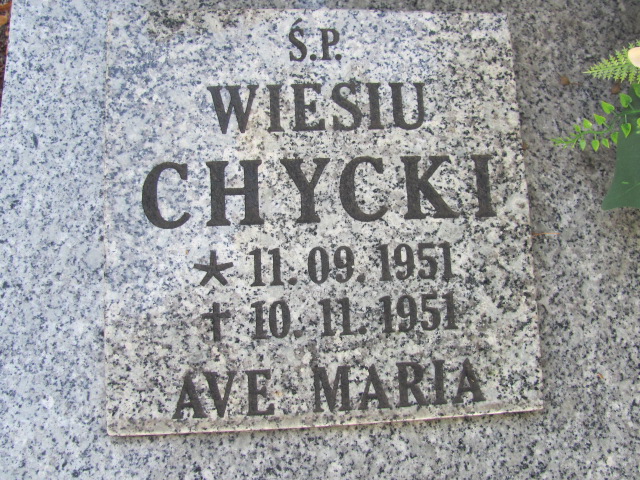 Ś.P.
WIESIU
CHYCKI
* 11.09.1951
† 10.11.1951
AVE MARIA